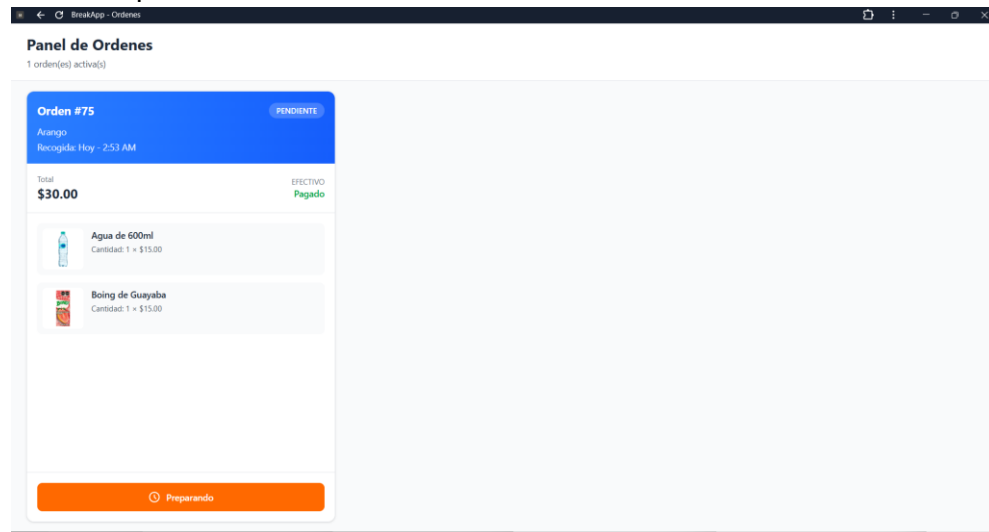 BreakApp - Ordenes
Panel de Ordenes
1 orden(es) activa(s)
Orden #75
PENDIENTE
Arango
Recogida: Hoy - 2:53 AM
Total
EFECTIVO
$30.00
Pagado
Agua de 600ml
Cantidad: 1 × $15.00
Boing de Guayaba
Cantidad: 1 × $15.00
Preparando